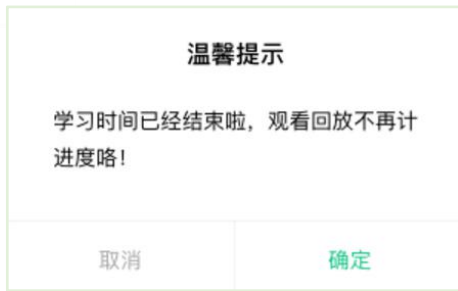 温馨提示
学习时间已经结束啦，观看回放不再计
进度咯！
取消
确定